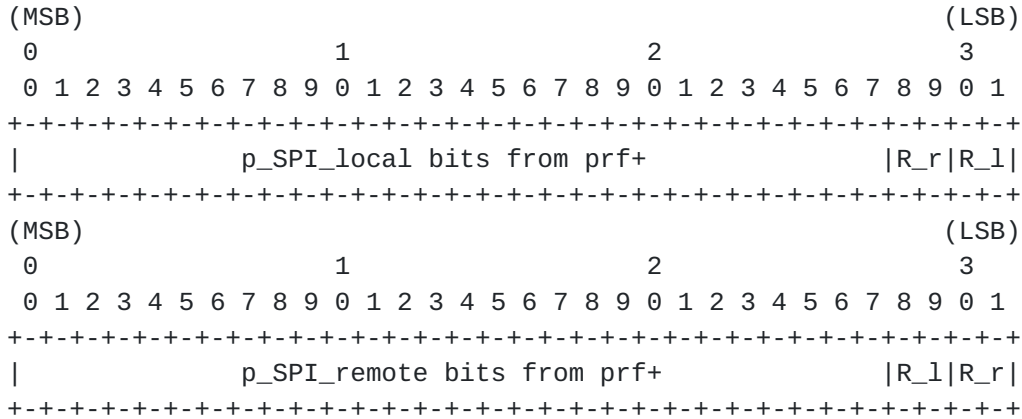 (MSB)                                                       (LSB)
 0                   1                   2                   3
 0 1 2 3 4 5 6 7 8 9 0 1 2 3 4 5 6 7 8 9 0 1 2 3 4 5 6 7 8 9 0 1
+-+-+-+-+-+-+-+-+-+-+-+-+-+-+-+-+-+-+-+-+-+-+-+-+-+-+-+-+-+-+-+-+
|              p_SPI_local bits from prf+               |R_r|R_l|
+-+-+-+-+-+-+-+-+-+-+-+-+-+-+-+-+-+-+-+-+-+-+-+-+-+-+-+-+-+-+-+-+
(MSB)                                                       (LSB)
 0                   1                   2                   3
 0 1 2 3 4 5 6 7 8 9 0 1 2 3 4 5 6 7 8 9 0 1 2 3 4 5 6 7 8 9 0 1
+-+-+-+-+-+-+-+-+-+-+-+-+-+-+-+-+-+-+-+-+-+-+-+-+-+-+-+-+-+-+-+-+
|              p_SPI_remote bits from prf+              |R_l|R_r|
+-+-+-+-+-+-+-+-+-+-+-+-+-+-+-+-+-+-+-+-+-+-+-+-+-+-+-+-+-+-+-+-+